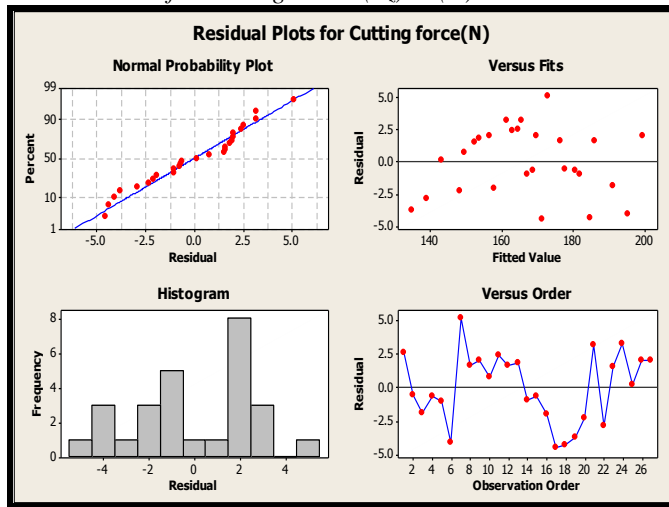 Residual Plots for Cutting force(N)
Normal Probability Plot
99
90
50
10
1
Percent
-5.0 -2.5 0.0 2.5 5.0
Residual
Versus Fits
5.0
2.5
0.0
-2.5
-5.0
Residual
140 160 180 200
Fitted Value
Histogram
8
6
4
2
0
Frequency
-4 -2 0 2 4
Residual
Versus Order
5.0
2.5
0.0
-2.5
-5.0
Residual
2 4 6 8 10 12 14 16 18 20 22 24 26
Observation Order